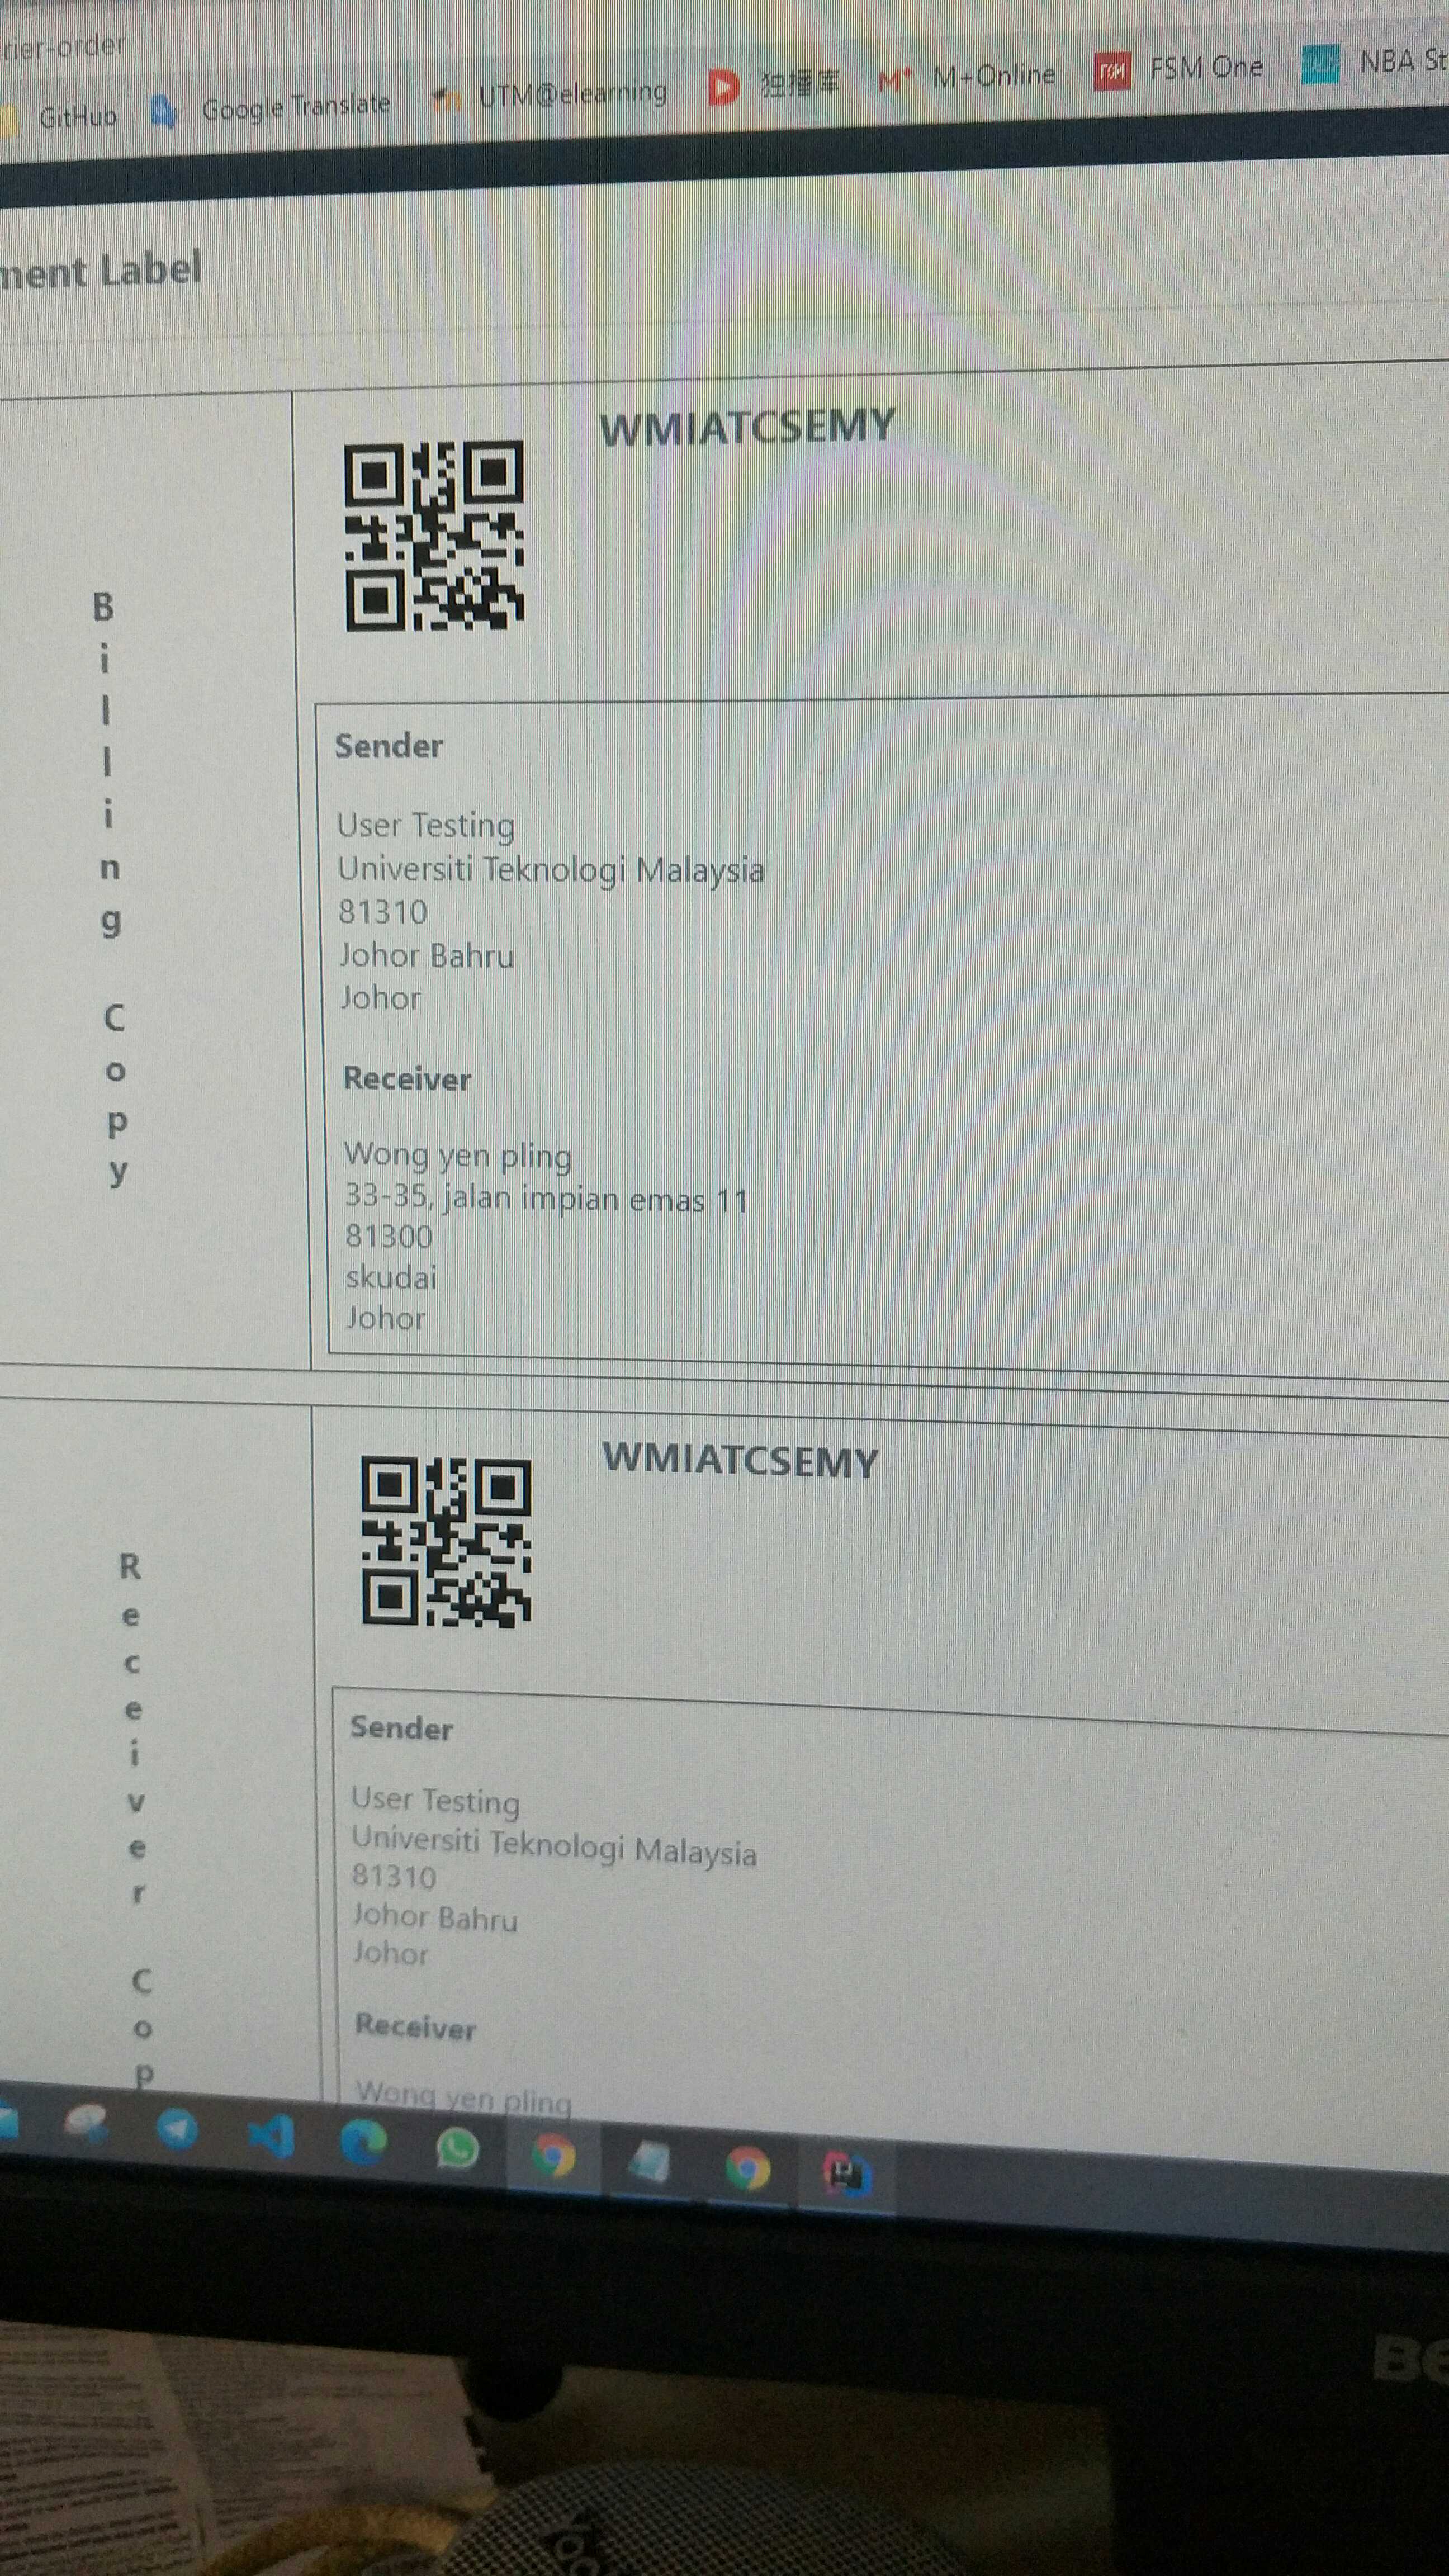 rier-order
GitHub Google Translate UTM@elearning 独播库 M+Online FSM One NBA St
ment Label
Billing Copy
WMIATCSEMY
Sender
User Testing
Universiti Teknologi Malaysia
81310
Johor Bahru
Johor
Receiver
Wong yen pling
33-35, jalan impian emas 11
81300
skudai
Johor
Receiver Cop
WMIATCSEMY
Sender
User Testing
Universiti Teknologi Malaysia
81310
Johor Bahru
Johor
Receiver
Wong yen pling
Be